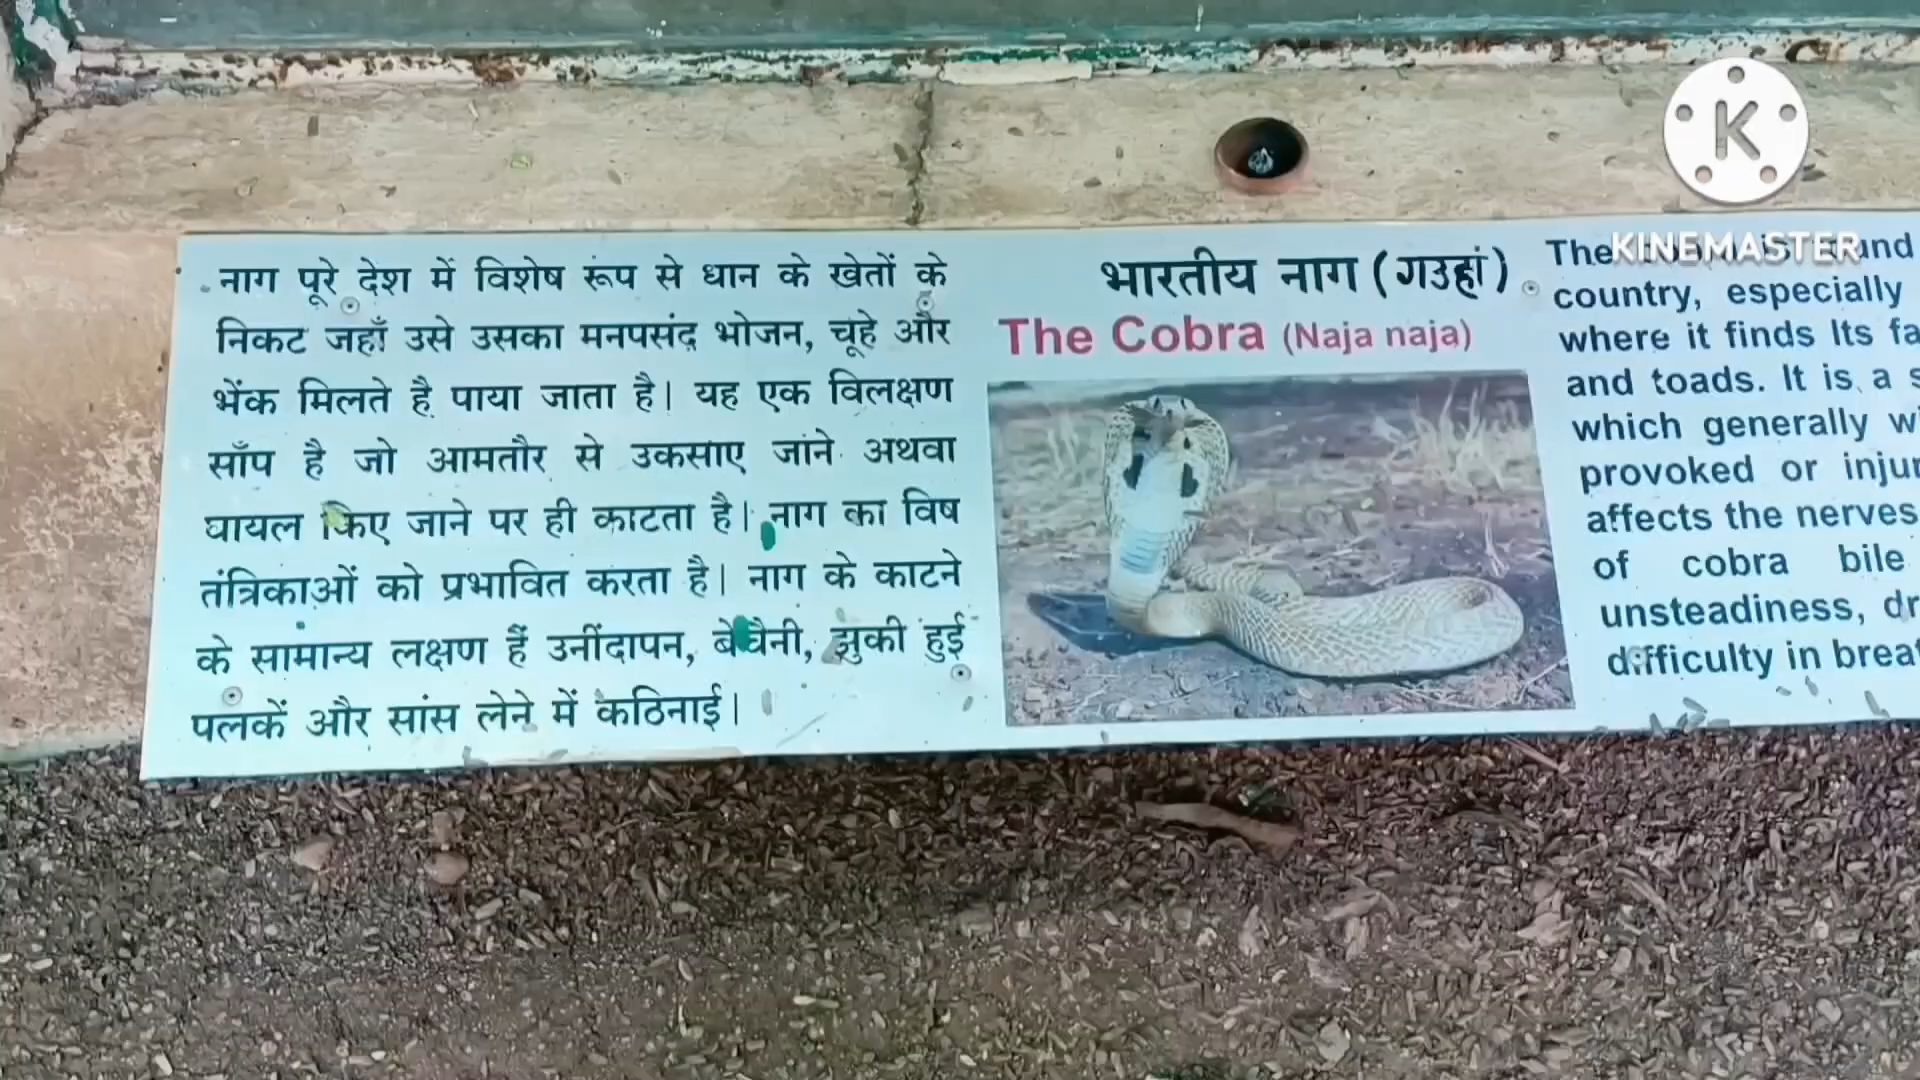 नाग पूरे देश में विशेष रूप से धान के खेतों के
निकट जहाँ उसे उसका मनपसंद भोजन, चूहे और
भेंक मिलते है पाया जाता है। यह एक विलक्षण
साँप है जो आमतौर से उकसाए जाने अथवा
घायल किए जाने पर ही काटता है। नाग का विष
तंत्रिकाओं को प्रभावित करता है। नाग के काटने
के सामान्य लक्षण हैं उनींदापन, बेचैनी, झुकी हुई
पलकें और सांस लेने में कठिनाई।
भारतीय नाग (गउहां)
The Cobra (Naja naja)
The is
country, especially
where it finds Its
and toads. It is a
which generally
provoked or
affects the nerves
of cobra bile
unsteadiness,
difficulty in
K
KINEMASTER